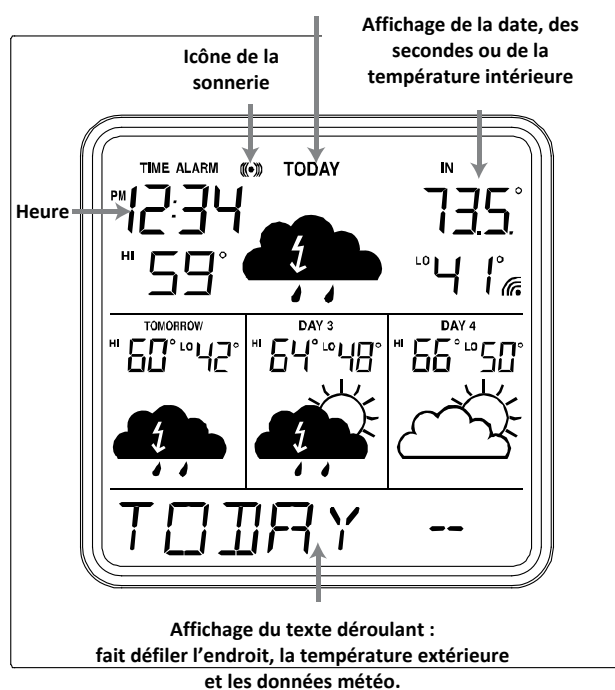 Affichage de la date, des
secondes ou de la
température intérieure
Icône de la
sonnerie
TIME ALARM TODAY IN
Heure
PM 12:34 73.5°
HI 59° LO 41°
TOMORROW DAY 3 DAY 4
HI 60° LO 42° HI 64° LO 48° HI 66° LO 50°
TODAY --
Affichage du texte déroulant :
fait défiler l’endroit, la température extérieure
et les données météo.